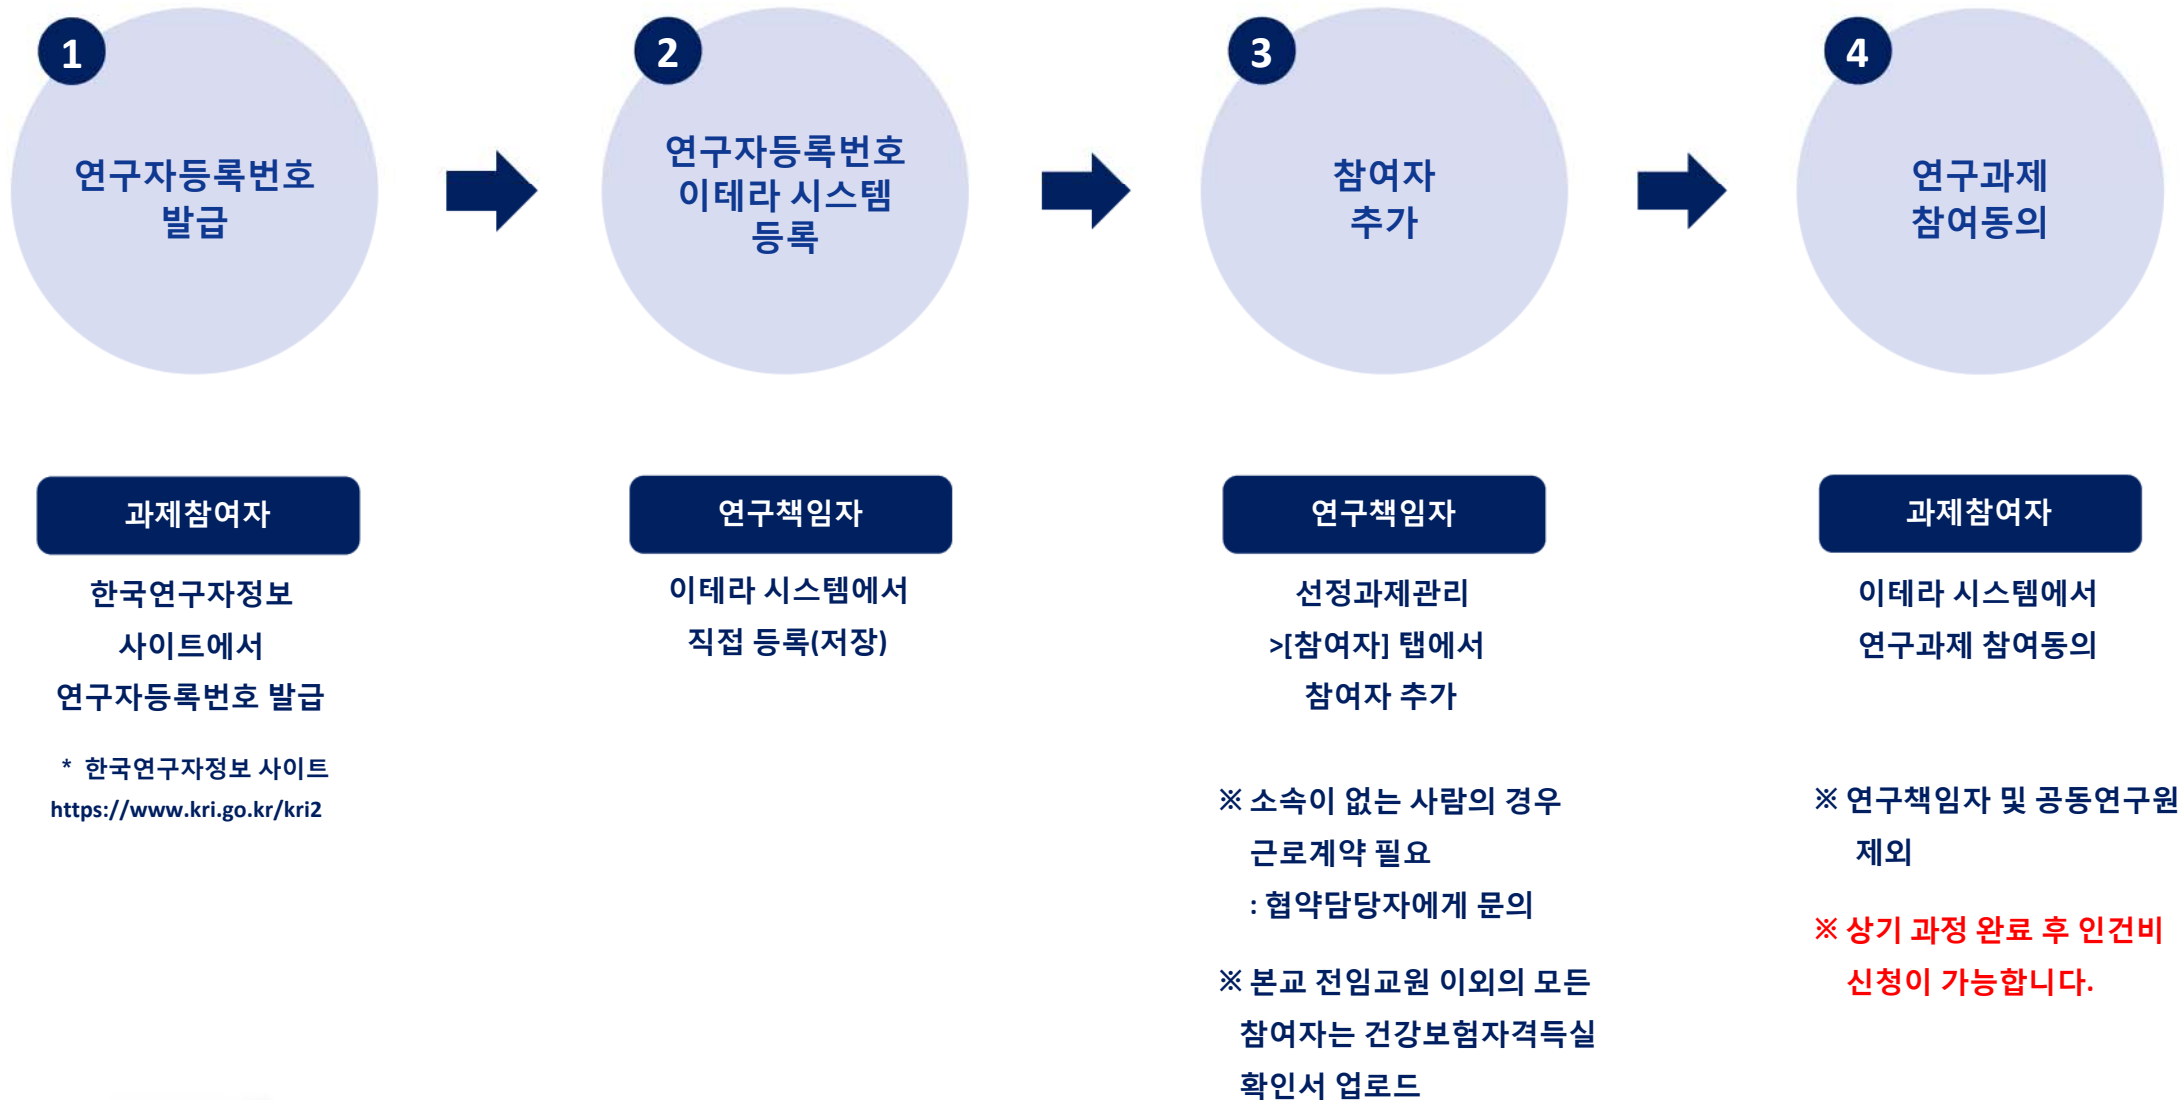 1
연구자등록번호
발급
2
연구자등록번호
이테라 시스템
등록
3
참여자
추가
4
연구과제
참여동의
과제참여자
한국연구자정보
사이트에서
연구자등록번호 발급
* 한국연구자정보 사이트
https://www.kri.go.kr/kri2
연구책임자
이테라 시스템에서
직접 등록(저장)
연구책임자
선정과제관리
>[참여자] 탭에서
참여자 추가
※ 소속이 없는 사람의 경우
근로계약 필요
: 협약담당자에게 문의
※ 본교 전임교원 이외의 모든
참여자는 건강보험자격득실
확인서 업로드
과제참여자
이테라 시스템에서
연구과제 참여동의
※ 연구책임자 및 공동연구원
제외
※ 상기 과정 완료 후 인건비
신청이 가능합니다.